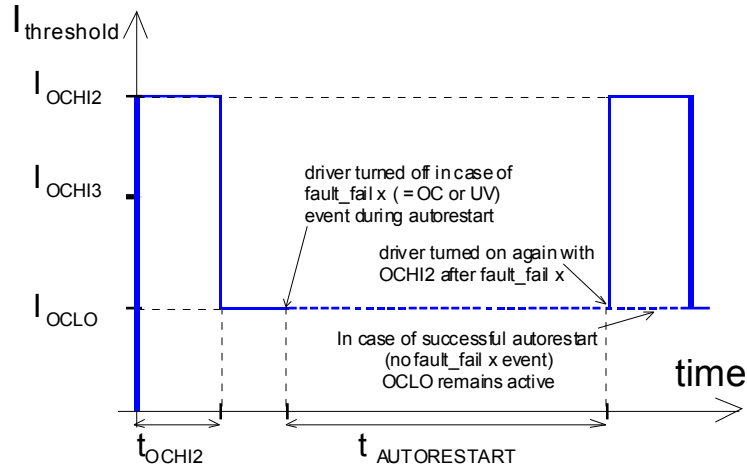 I threshold
I OCHI2
I OCHI3
I OCLO
driver turned off in case of
fault_fail x ( = OC or UV)
event during autorestart
driver turned on again with
OCHI2 after fault_fail x
In case of successful autorestart
(no fault_fail x event)
OCLO remains active
time
t OCHI2
t AUTORESTART